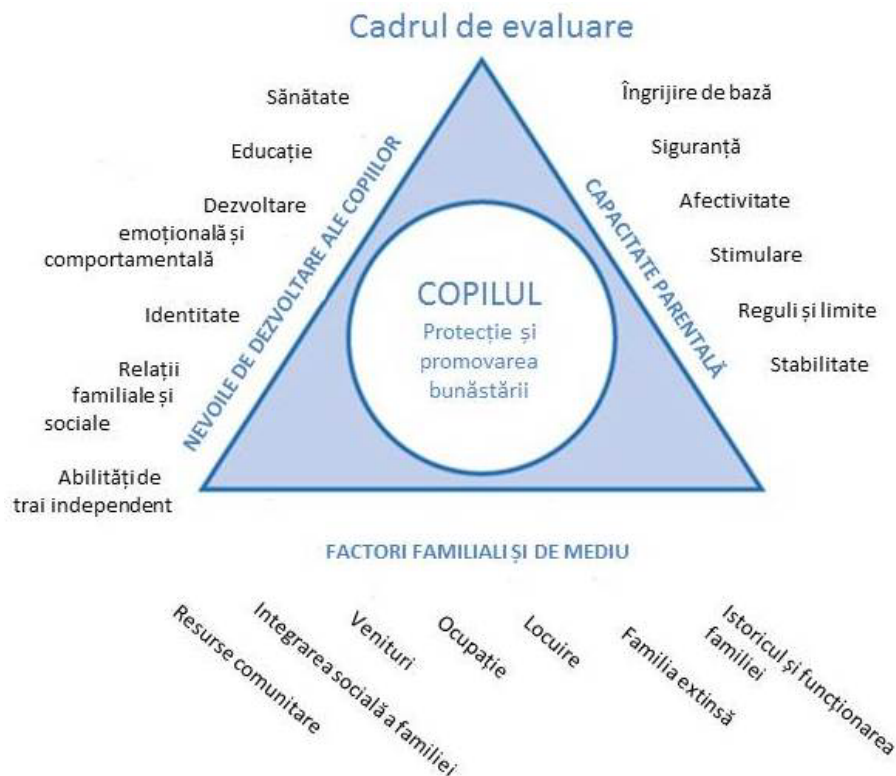 Cadrul de evaluare
Sănătate
Educație
Dezvoltare
emoțională și
comportamentală
Identitate
Relații
familiale și
sociale
Abilități de
trai independent
NEVOILE DE DEZVOLTARE ALE COPIILOR
COPILUL
Protecție și
promovarea
bunăstării
CAPACITATE PARENTALĂ
Îngrijire de bază
Siguranță
Afectivitate
Stimulare
Reguli și limite
Stabilitate
FACTORI FAMILIALI ȘI DE MEDIU
Resurse comunitare
Integrarea socială a familiei
Venituri
Ocupație
Locuire
Familia extinsă
Istoricul și funcționarea
familiei